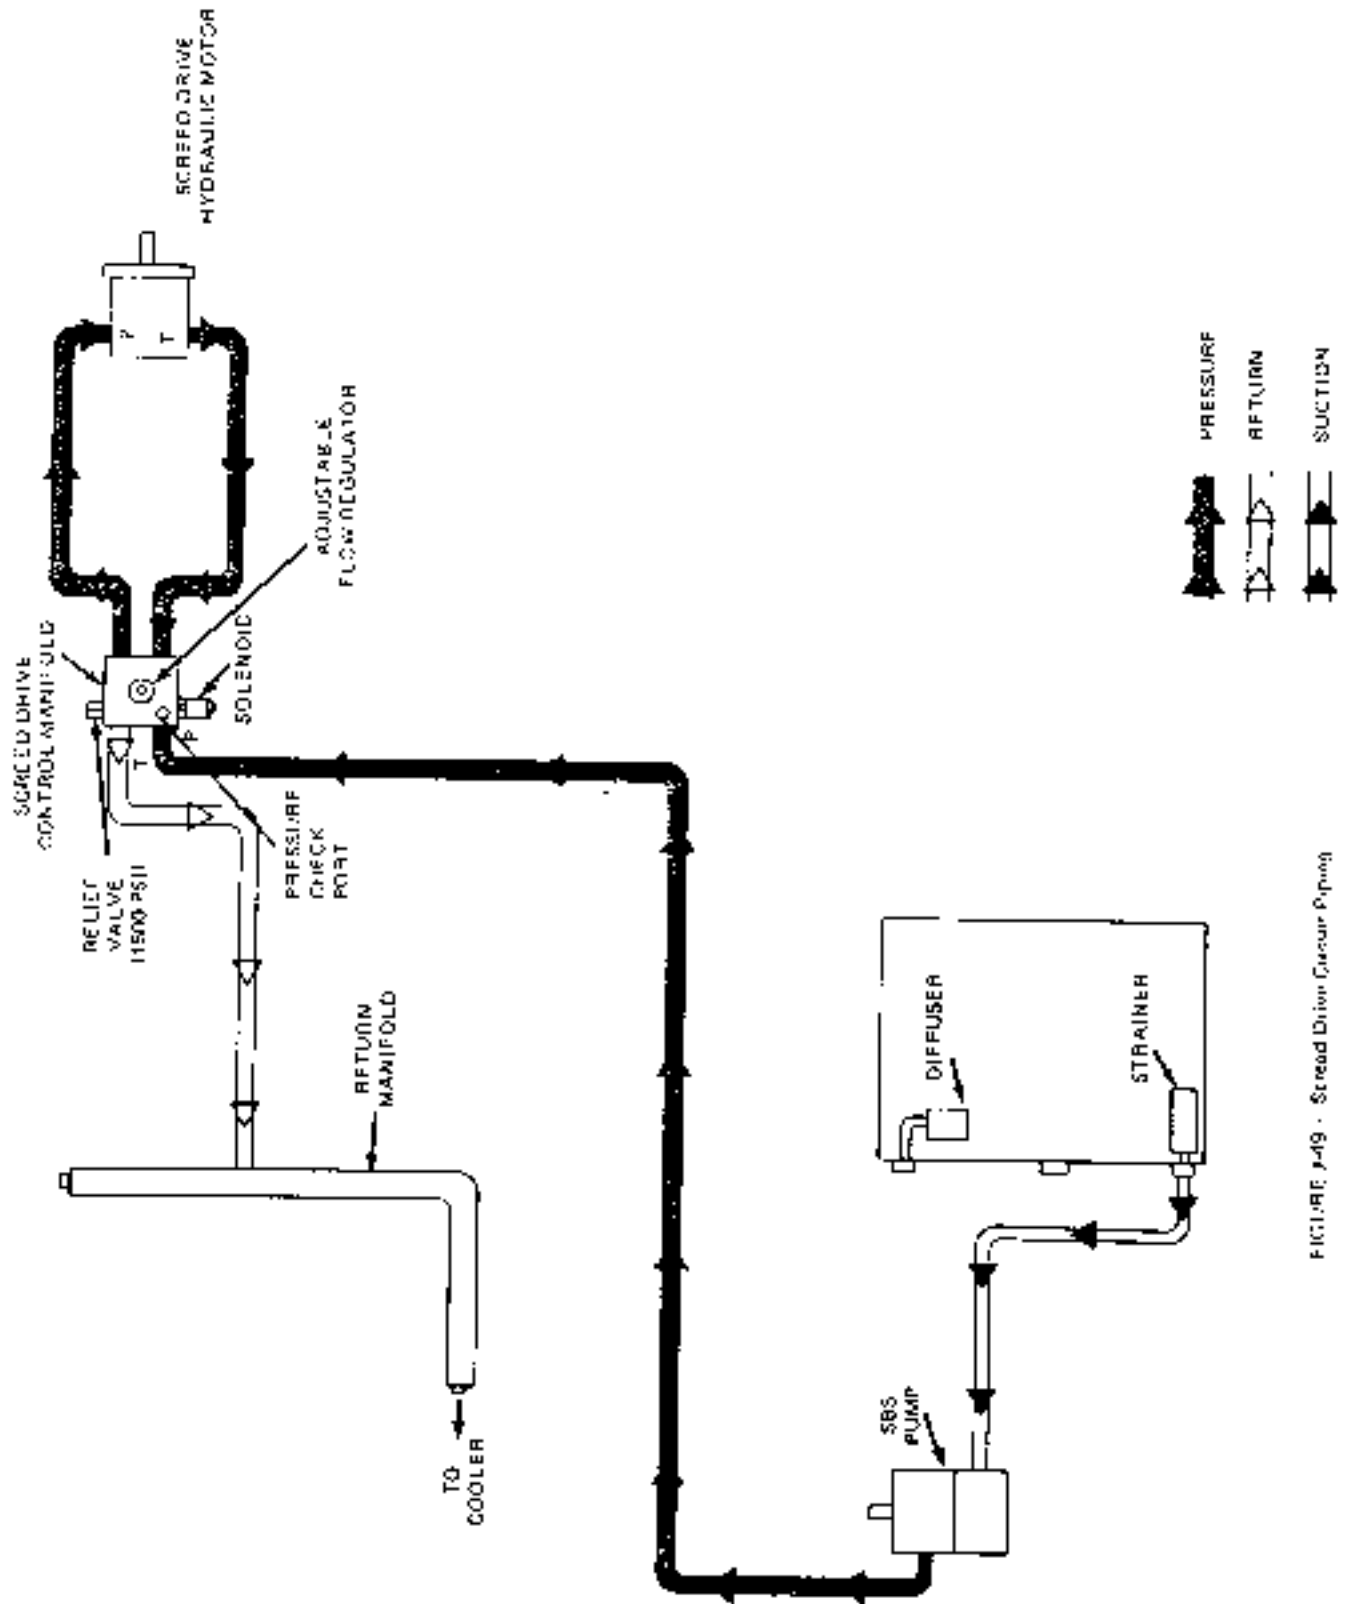 SCREED DRIVE
HYDRAULIC MOTOR
P
T
ADJUSTABLE
FLOW REGULATOR
SCREED DRIVE
CONTROL MANIFOLD
SOLENOID
P
T
RELIEF
VALVE
(1500 PSI)
PRESSURE
CHECK
PORT
RETURN
MANIFOLD
TO
COOLER
DIFFUSER
STRAINER
SBS
PUMP
PRESSURE
RETURN
SUCTION
FIGURE - Screed Drive Circuit Piping